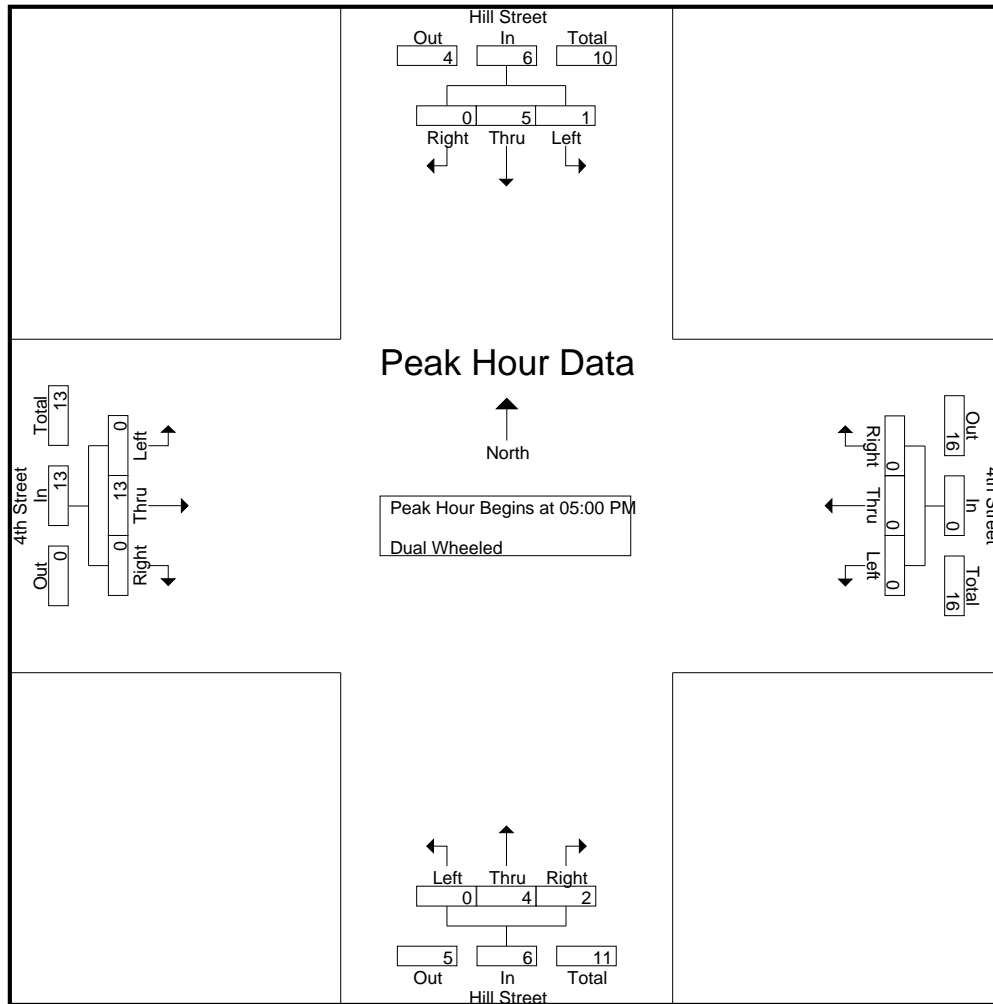 Hill Street
Out In Total
4 6 10
0 5 1
Right Thru Left
Peak Hour Data
North
Peak Hour Begins at 05:00 PM
Dual Wheeled
4th Street
Out In Total
0 13 13
0 13 0
Left Thru Right
4th Street
Out In Total
16 0 16
0 0 0
Right Thru Left
Left Thru Right
0 4 2
5 6 11
Out In Total
Hill Street